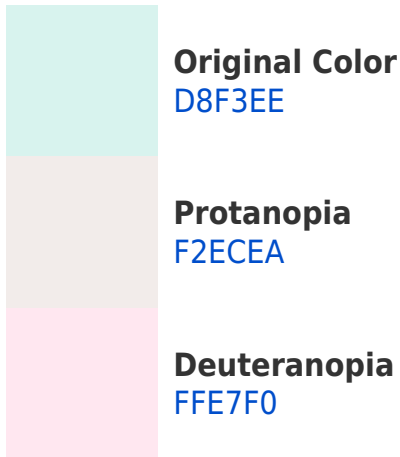 Original Color
D8F3EE
Protanopia
F2ECEA
Deuteranopia
FFE7F0